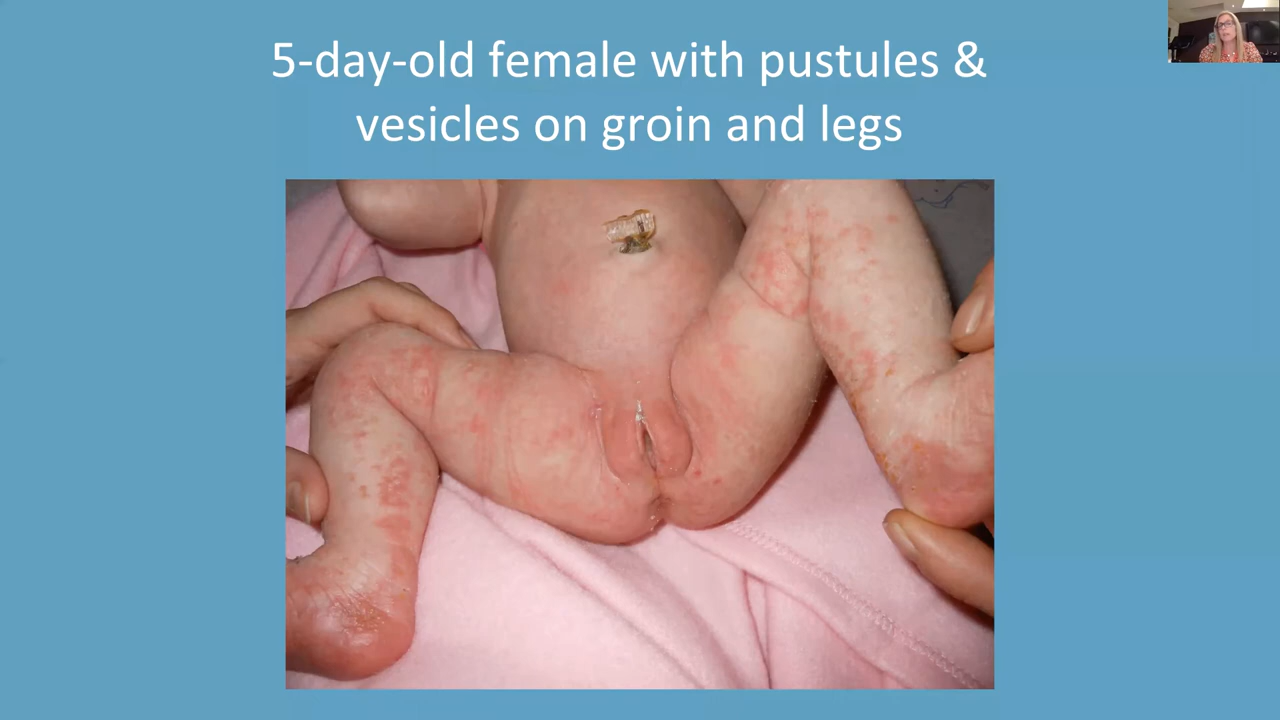 5-day-old female with pustules &
vesicles on groin and legs